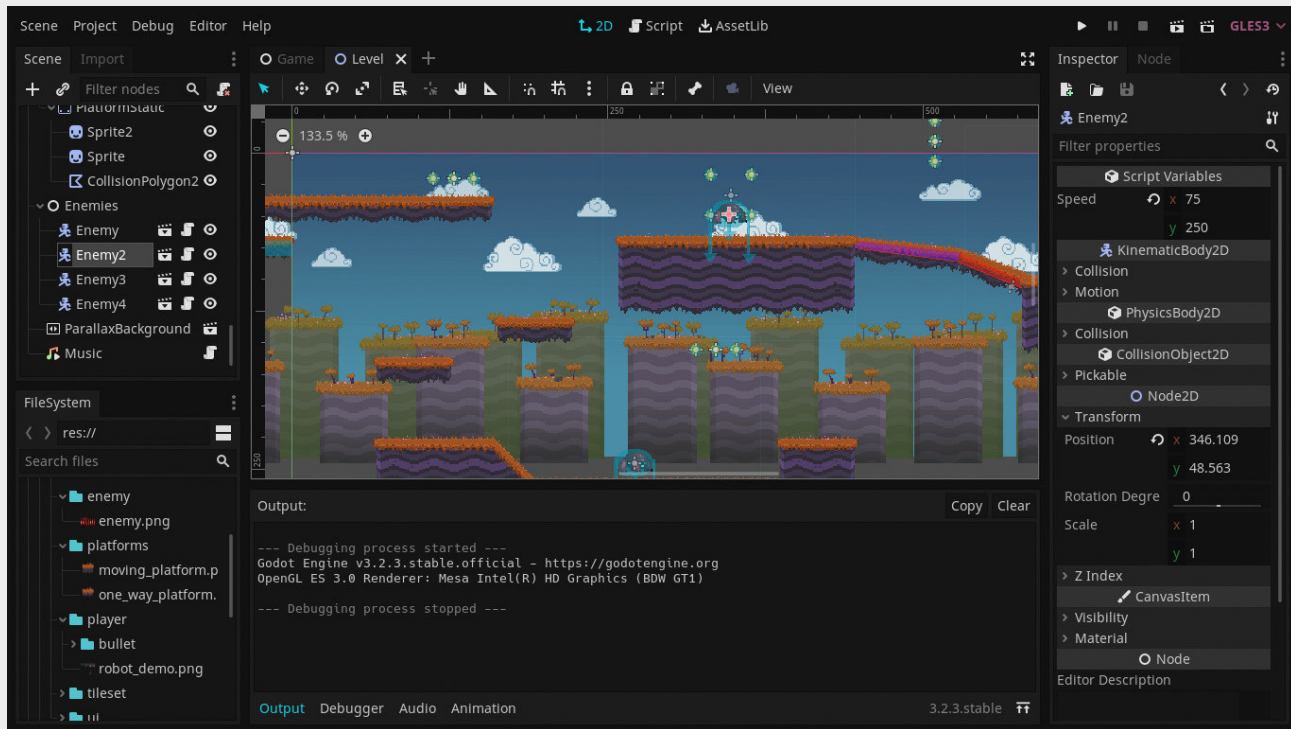 Scene Project Debug Editor Help
2D Script AssetLib
GLES3
Scene Import
Filter nodes
PlatformStatic
Sprite2
Sprite
CollisionPolygon2
Enemies
Enemy
Enemy2
Enemy3
Enemy4
ParallaxBackground
Music
FileSystem
res://
Search files
enemy
enemy.png
platforms
moving_platform.p
one_way_platform.
player
bullet
robot_demo.png
tileset
ui
Game Level
View
0 250 500
133.5 %
0
250
Output: Copy Clear
--- Debugging process started ---
Godot Engine v3.2.3.stable.official - https://godotengine.org
OpenGL ES 3.0 Renderer: Mesa Intel(R) HD Graphics (BDW GT1)
--- Debugging process stopped ---
Output Debugger Audio Animation 3.2.3.stable
Inspector Node
Enemy2
Filter properties
Script Variables
Speed x 75
y 250
KinematicBody2D
Collision
Motion
PhysicsBody2D
Collision
CollisionObject2D
Pickable
Node2D
Transform
Position x 346.109
y 48.563
Rotation Degre 0
Scale x 1
y 1
Z Index
CanvasItem
Visibility
Material
Node
Editor Description